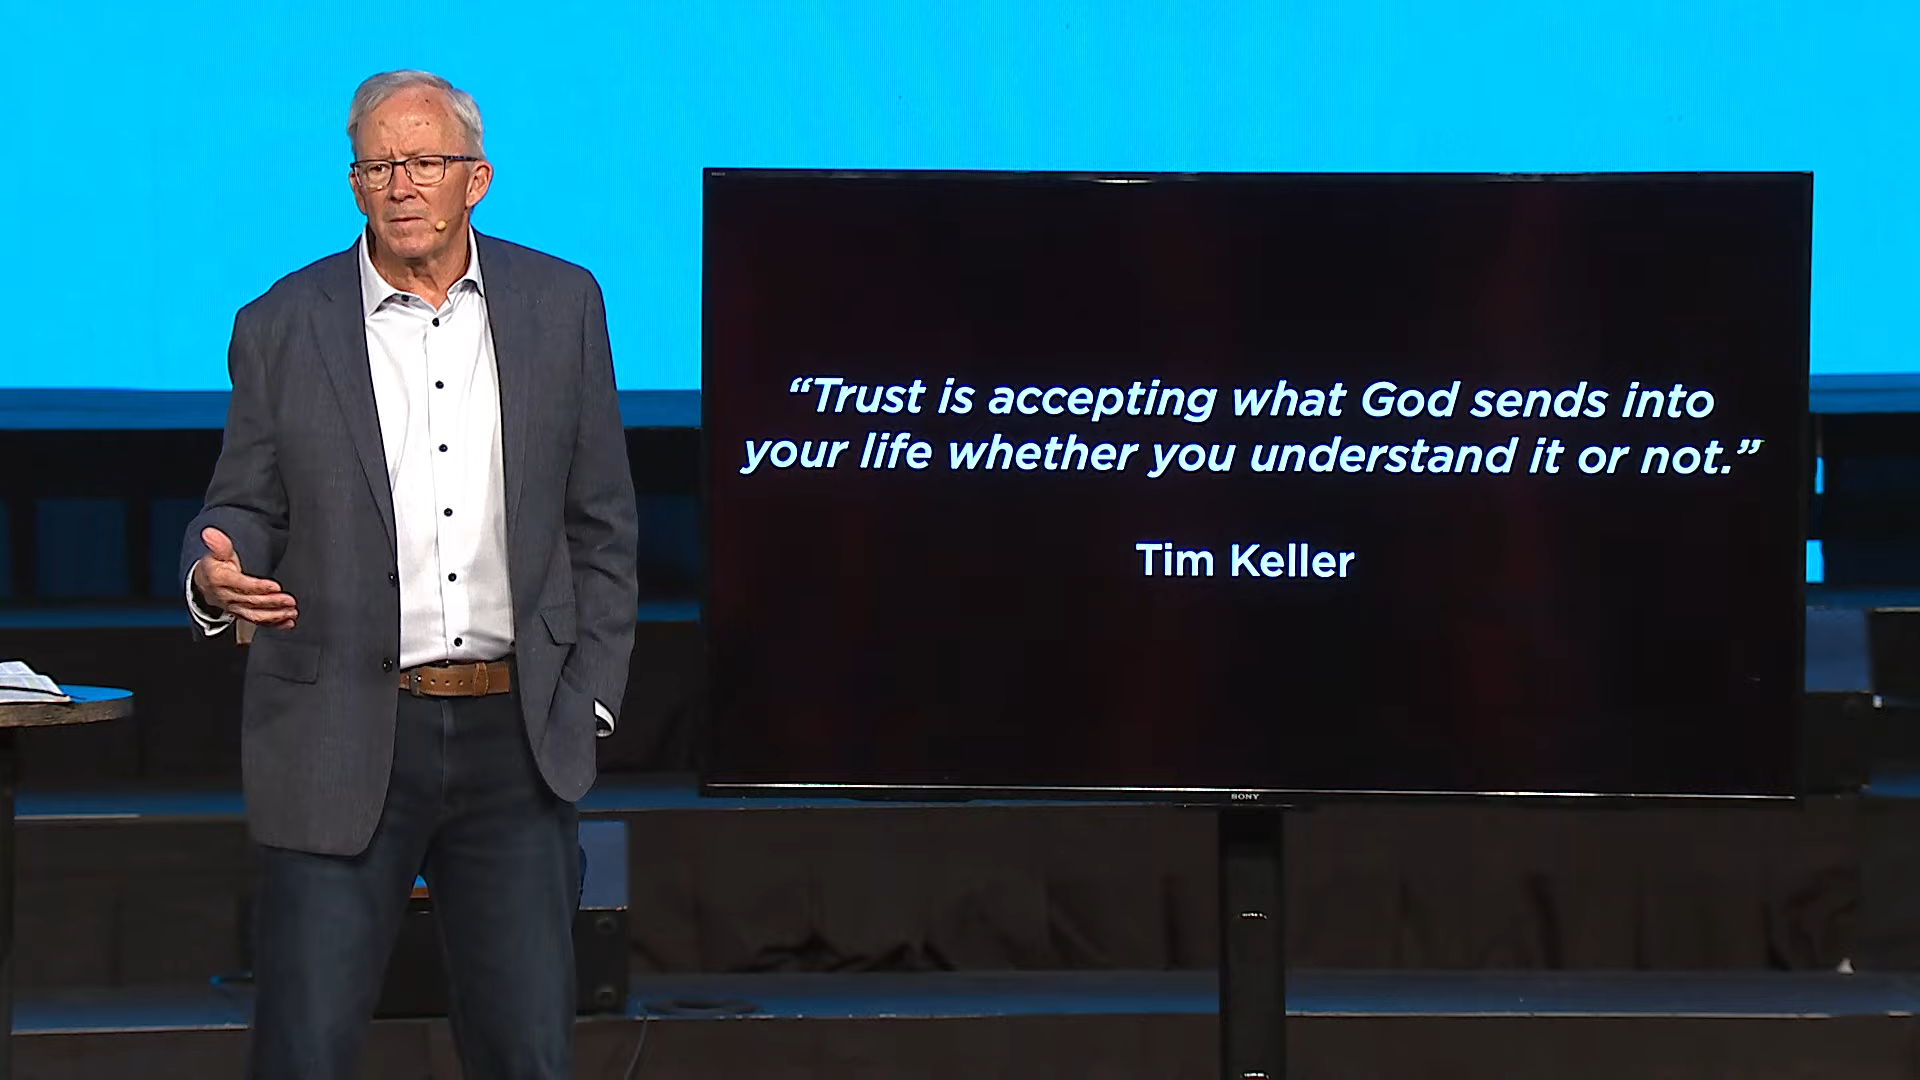 “Trust is accepting what God sends into
your life whether you understand it or not.”
Tim Keller
SONY